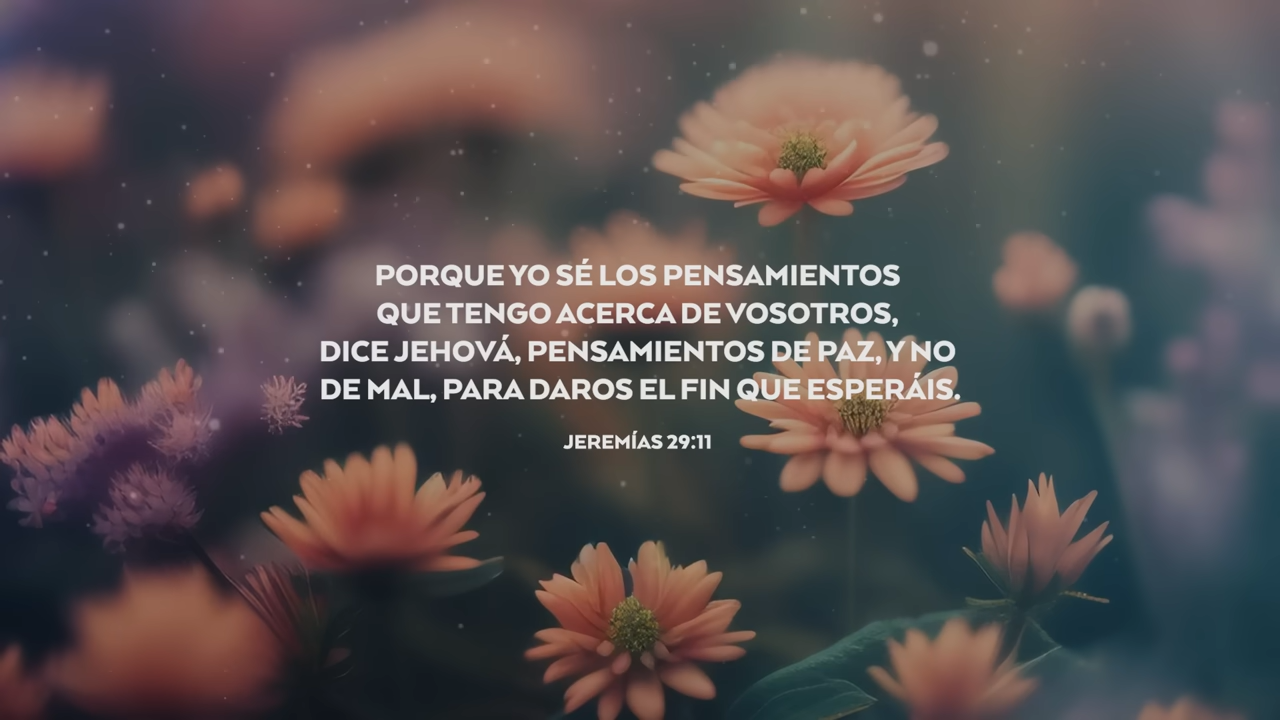 PORQUE YO SÉ LOS PENSAMIENTOS
QUE TENGO ACERCA DE VOSOTROS,
DICE JEHOVÁ, PENSAMIENTOS DE PAZ, Y NO
DE MAL, PARA DAROS EL FIN QUE ESPERÁIS.
JEREMÍAS 29:11